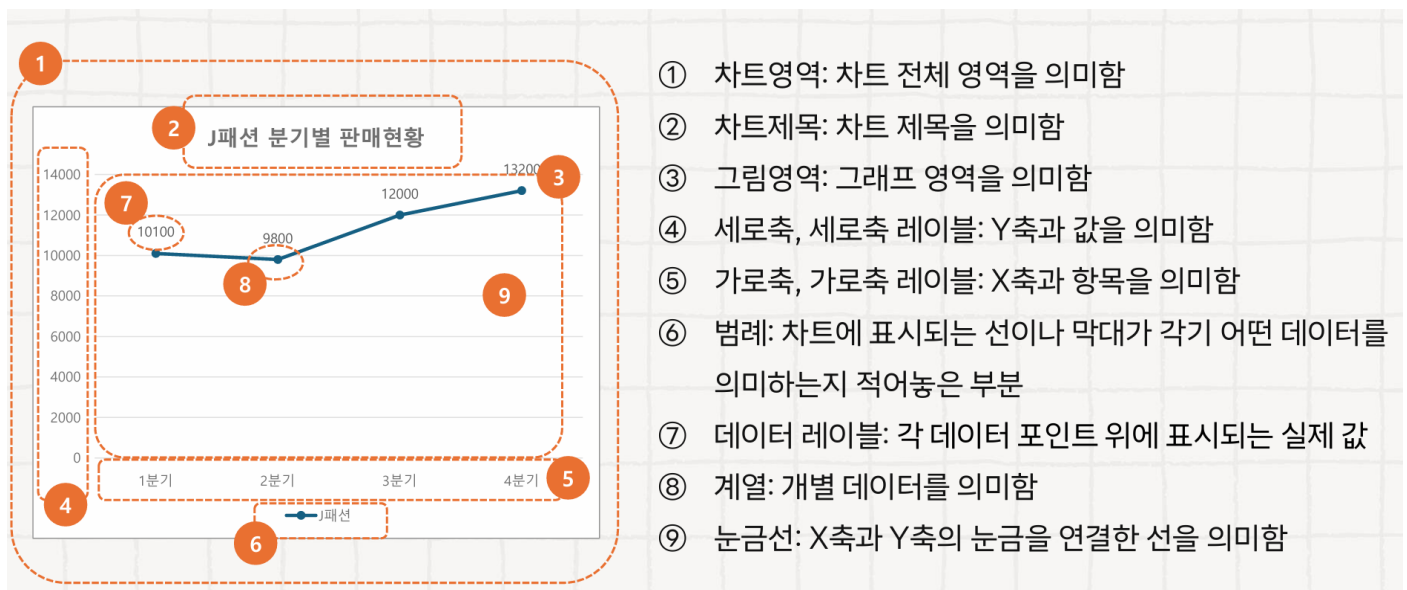 1
2
J패션 분기별 판매현황
3
14000
12000
10000
8000
6000
4000
2000
0
7
10100
9800
12000
13200
8
9
1분기
2분기
3분기
4분기
4
5
J패션
6
① 차트영역: 차트 전체 영역을 의미함
② 차트제목: 차트 제목을 의미함
③ 그림영역: 그래프 영역을 의미함
④ 세로축, 세로축 레이블: Y축과 값을 의미함
⑤ 가로축, 가로축 레이블: X축과 항목을 의미함
⑥ 범례: 차트에 표시되는 선이나 막대가 각기 어떤 데이터를
의미하는지 적어놓은 부분
⑦ 데이터 레이블: 각 데이터 포인트 위에 표시되는 실제 값
⑧ 계열: 개별 데이터를 의미함
⑨ 눈금선: X축과 Y축의 눈금을 연결한 선을 의미함